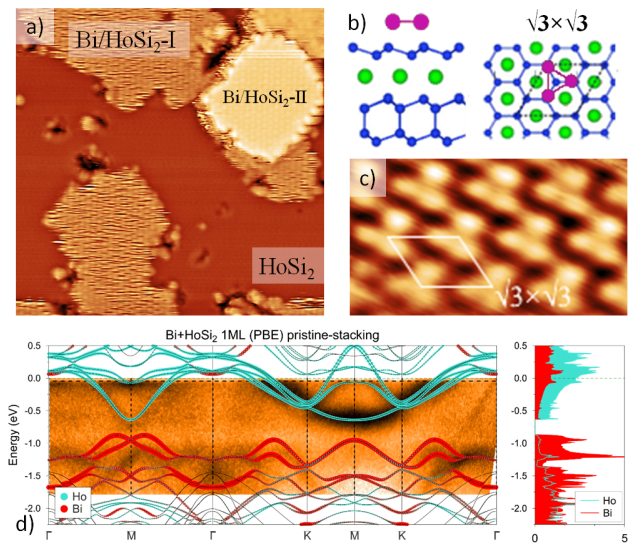 a)
Bi/HoSi₂-I
Bi/HoSi₂-II
HoSi₂
b)
√3×√3
c)
√3×√3
Bi+HoSi₂ 1ML (PBE) pristine-stacking
0.5
0.0
-0.5
-1.0
-1.5
-2.0
Energy (eV)
Ho
Bi
d)
Γ M Γ K M K Γ
0.5
0.0
-0.5
-1.0
-1.5
-2.0
Ho
Bi
0 5